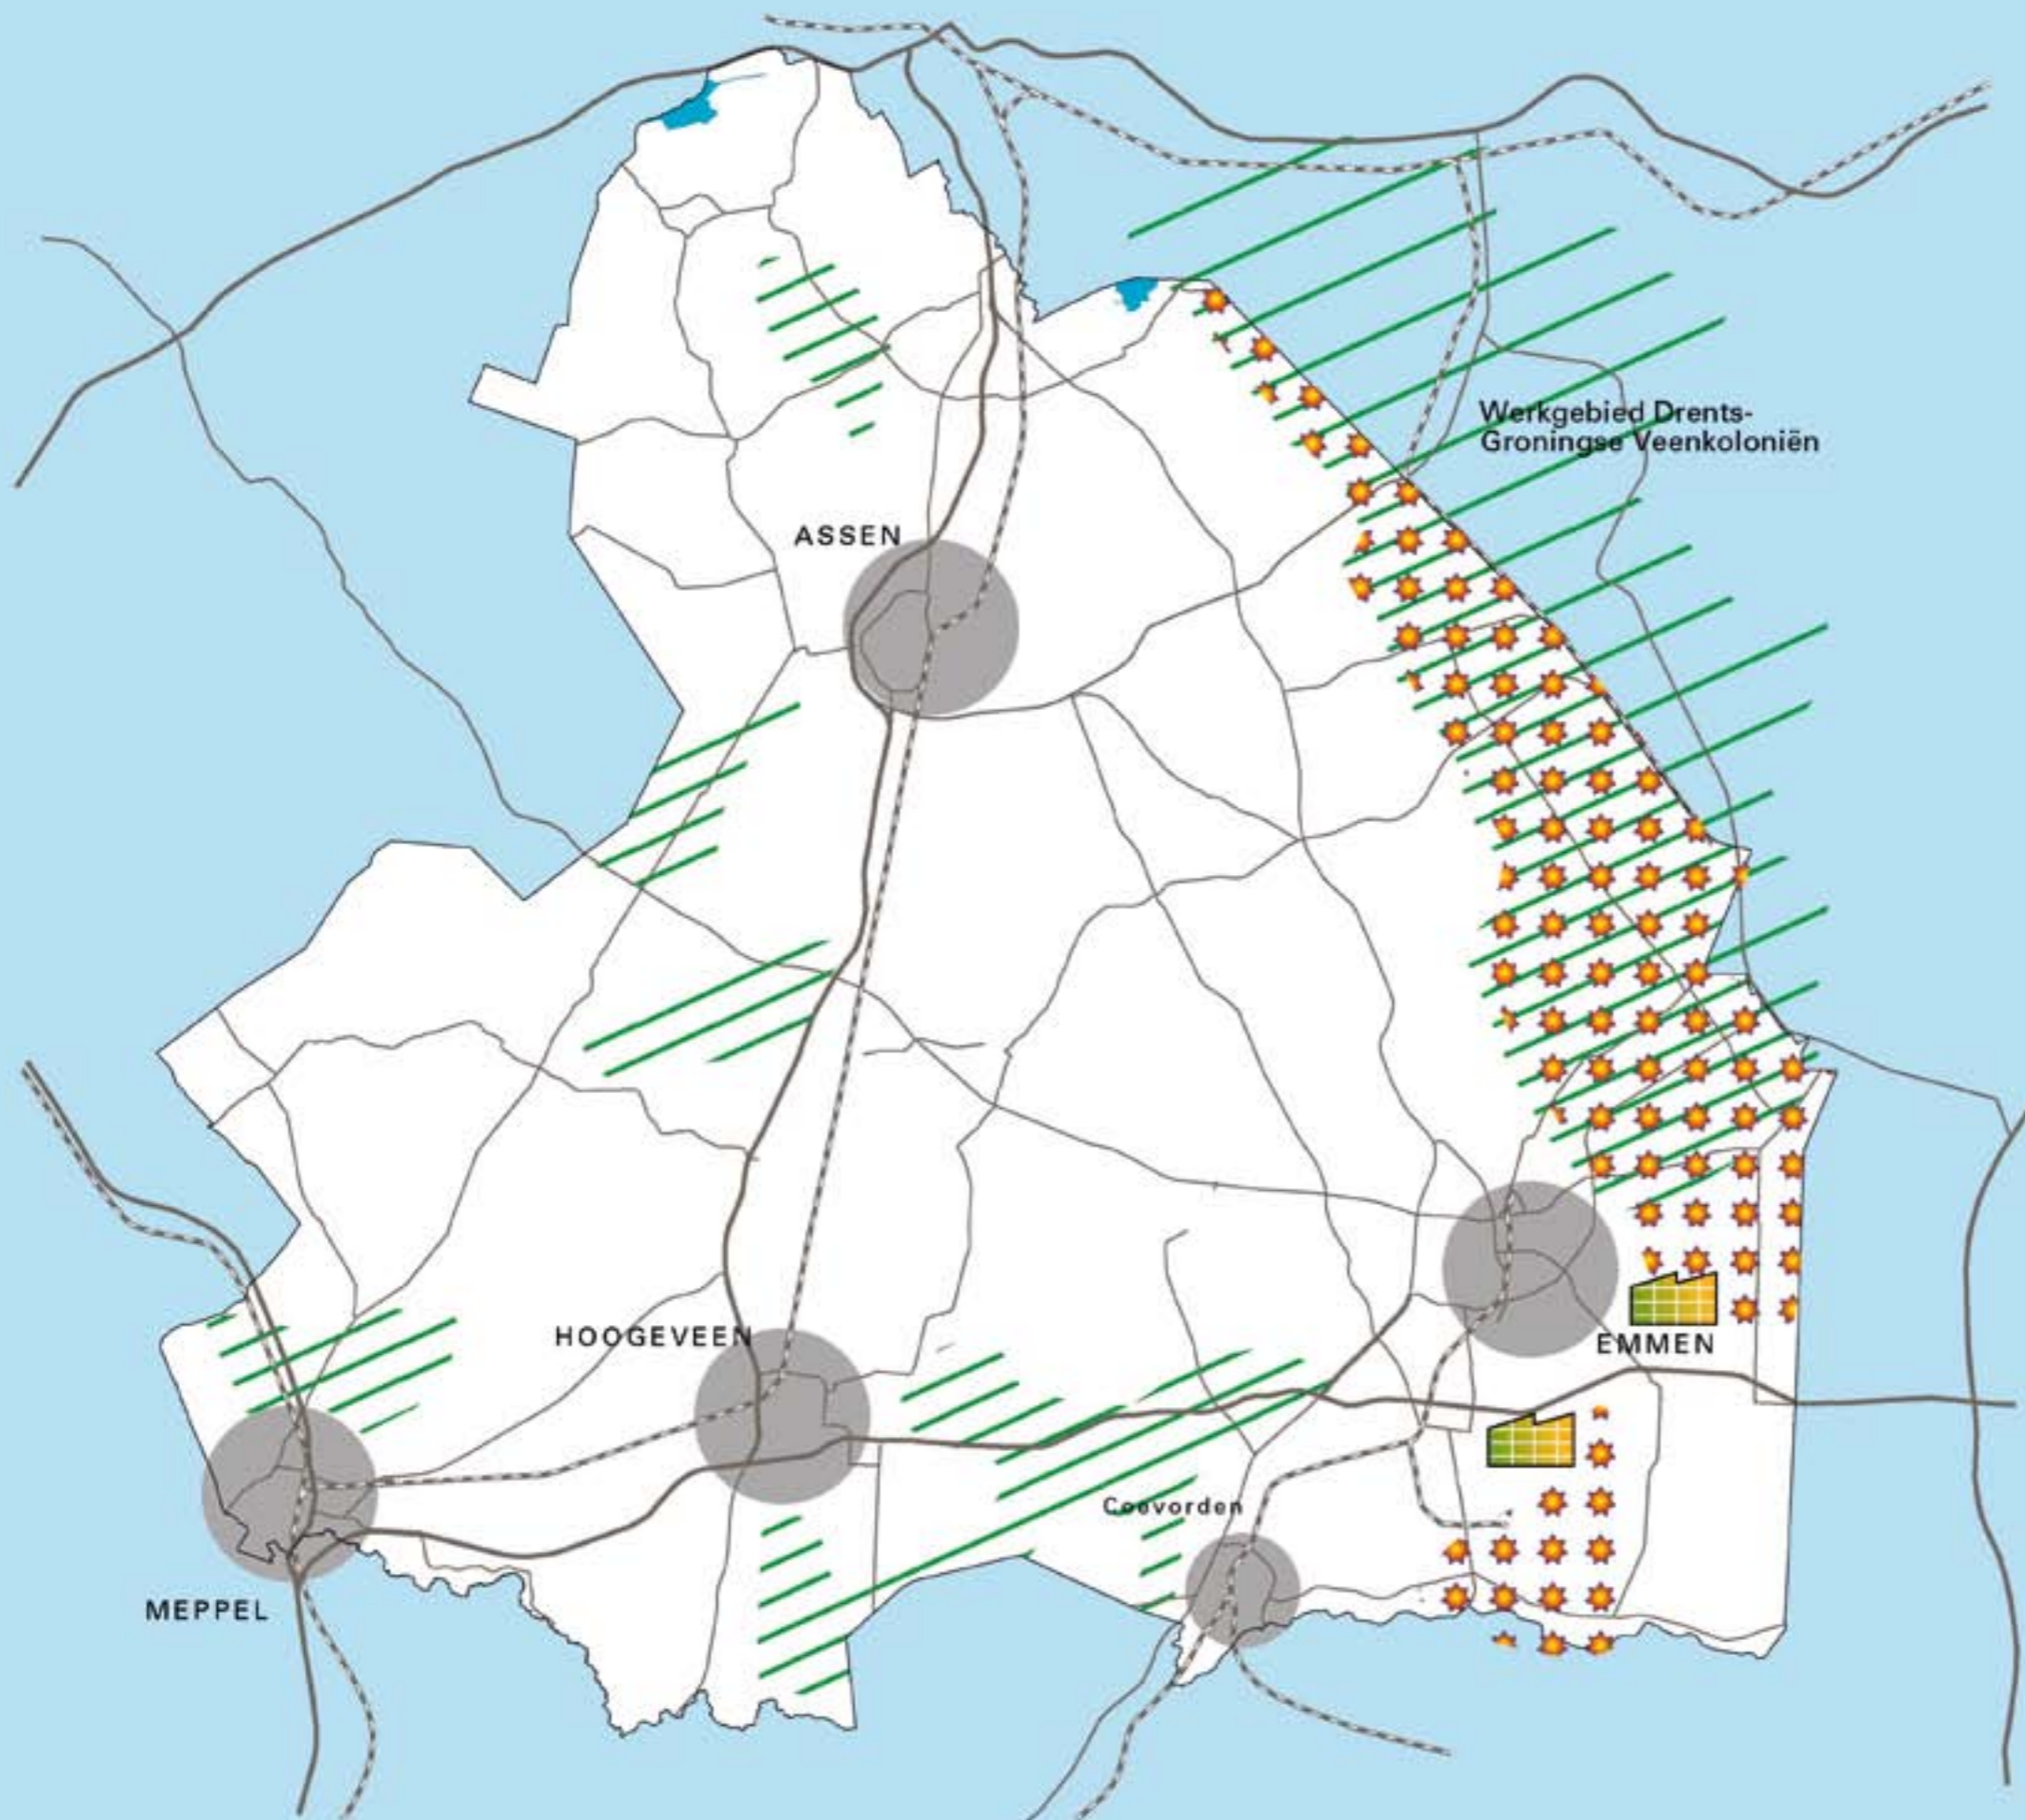 Werkgebied Drents-
Groningse Veenkoloniën
ASSEN
HOOGEVEEN
EMMEN
Coevorden
MEPPEL